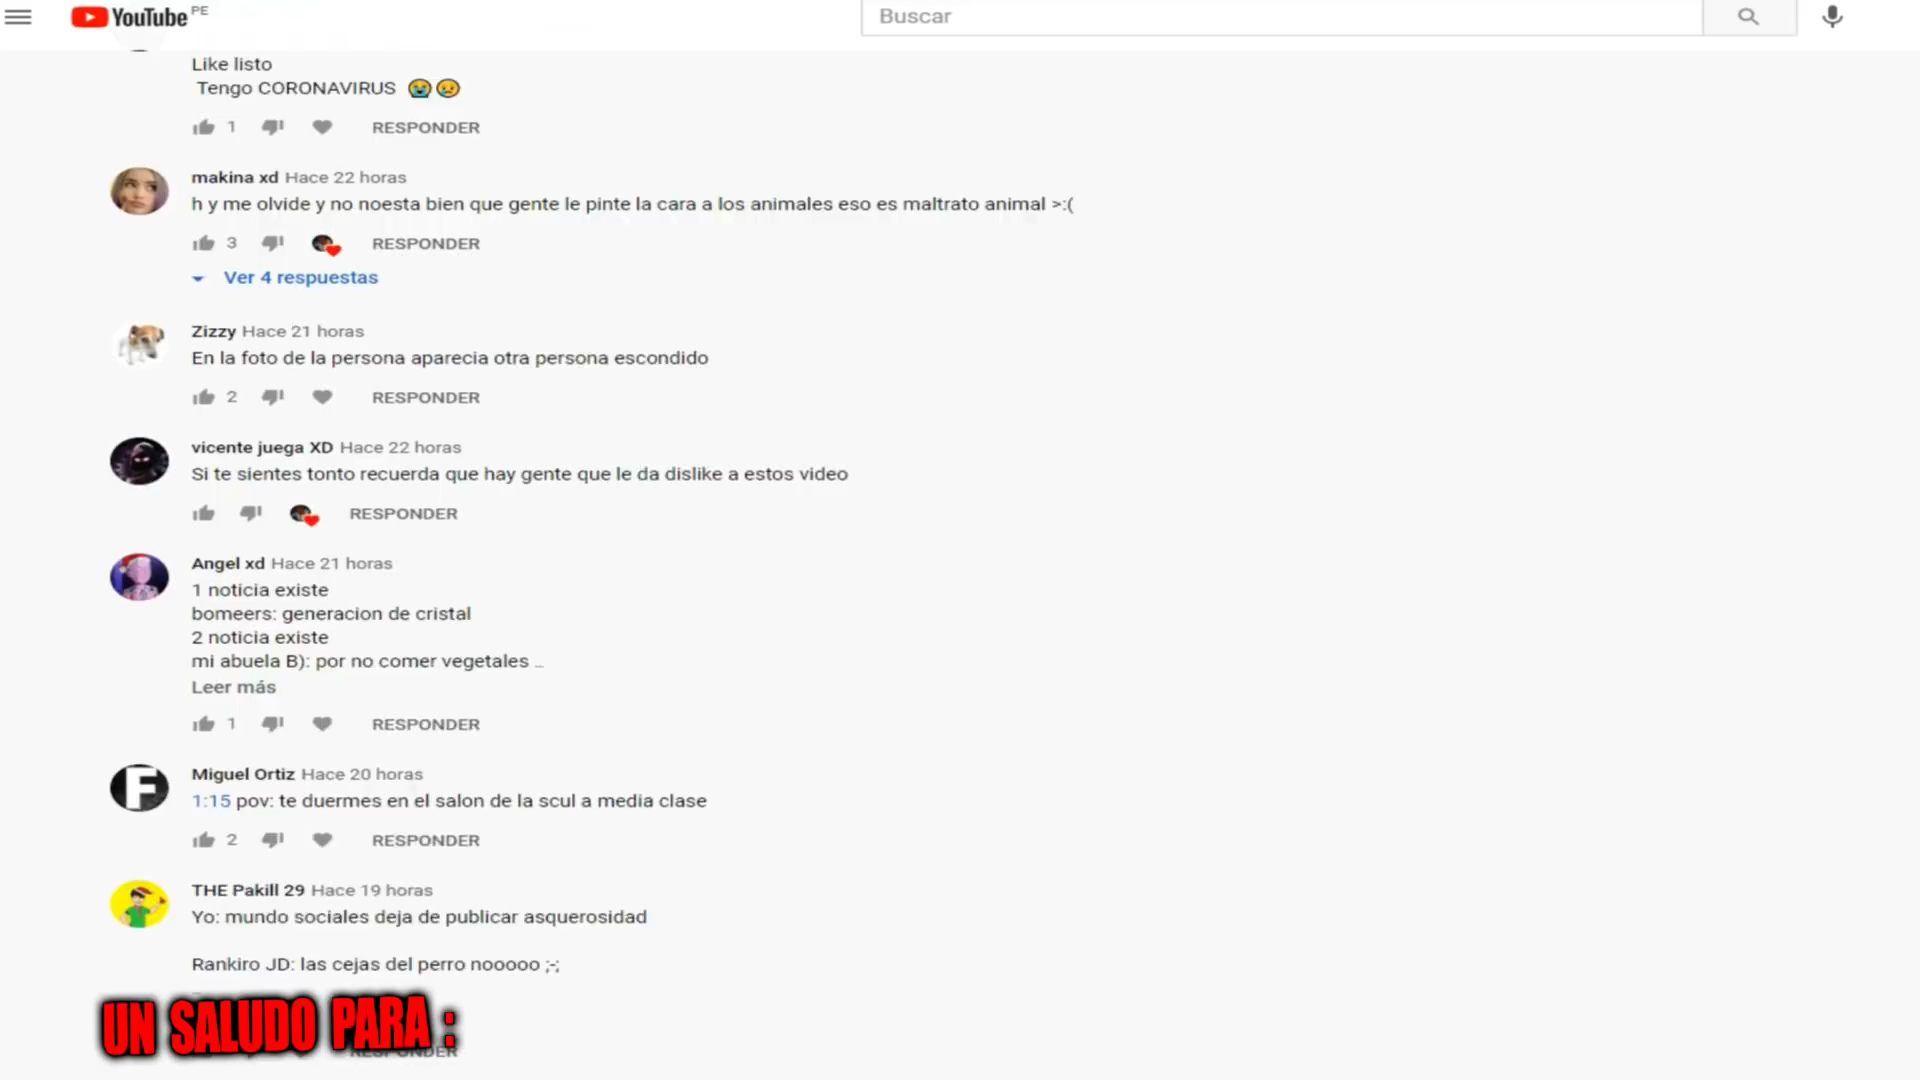 YouTube PE
Buscar
Like listo
Tengo CORONAVIRUS
1 RESPONDER
makina xd Hace 22 horas
h y me olvide y no noesta bien que gente le pinte la cara a los animales eso es maltrato animal >:(
3 RESPONDER
Ver 4 respuestas
Zizzy Hace 21 horas
En la foto de la persona aparecia otra persona escondido
2 RESPONDER
vicente juega XD Hace 22 horas
Si te sientes tonto recuerda que hay gente que le da dislike a estos video
RESPONDER
Angel xd Hace 21 horas
1 noticia existe
bomeers: generacion de cristal
2 noticia existe
mi abuela B): por no comer vegetales ...
Leer más
1 RESPONDER
F
Miguel Ortiz Hace 20 horas
1:15 pov: te duermes en el salon de la scul a media clase
2 RESPONDER
THE Pakill 29 Hace 19 horas
Yo: mundo sociales deja de publicar asquerosidad
Rankiro JD: las cejas del perro nooooo ;-;
UN SALUDO PARA :
RESPONDER